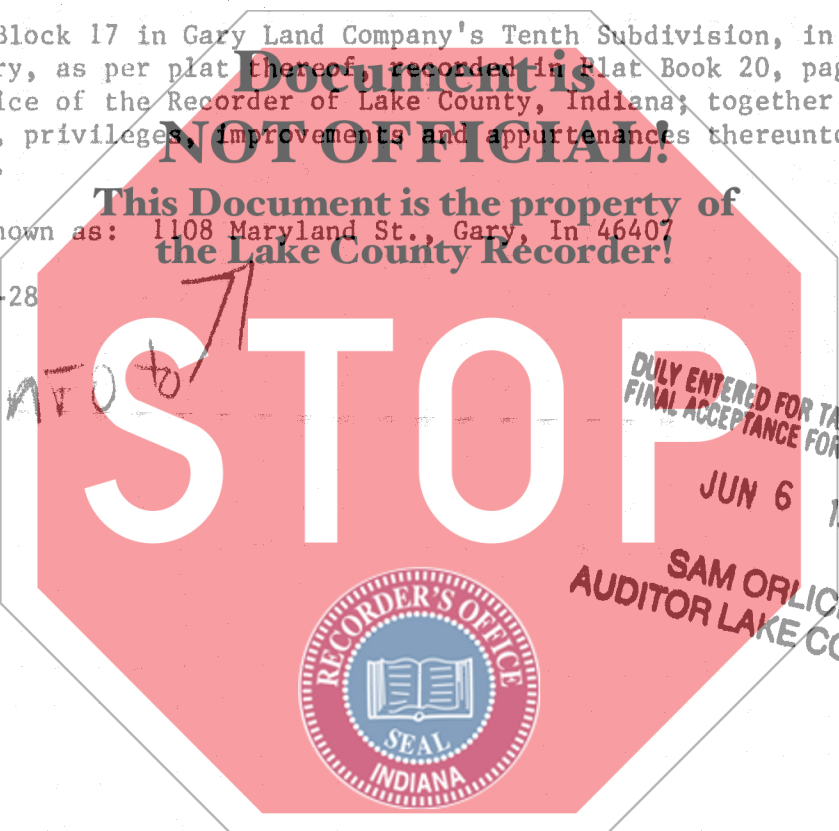 Block 17 in Gary Land Company's Tenth Subdivision, in
ry, as per plat thereof, recorded in Plat Book 20, pag
ice of the Recorder of Lake County, Indiana; together
, privileges, improvements and appurtenances thereunto
Document is
NOT OFFICIAL!
This Document is the property of
the Lake County Recorder!
nown as: 1108 Maryland St., Gary, In 46407
-28
STOP
DULY ENTERED FOR TA
FINAL ACCEPTANCE FOR
JUN 6
SAM ORLIC
AUDITOR LAKE CO
RECORDER'S OFFICE
SEAL
INDIANA